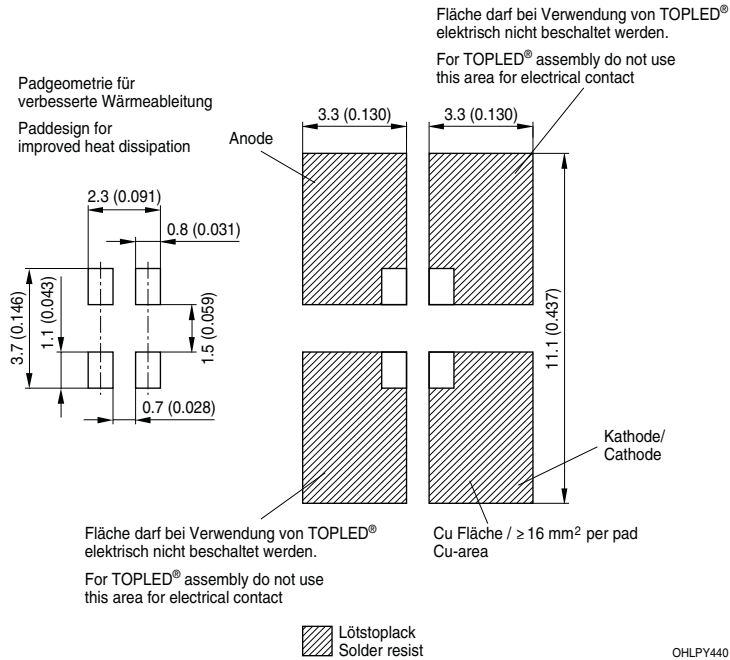 Fläche darf bei Verwendung von TOPLED®
elektrisch nicht beschaltet werden.
For TOPLED® assembly do not use
this area for electrical contact
Padgeometrie für
verbesserte Wärmeableitung
Paddesign for
improved heat dissipation
3.3 (0.130)
3.3 (0.130)
Anode
2.3 (0.091)
0.8 (0.031)
3.7 (0.146)
1.1 (0.043)
1.5 (0.059)
11.1 (0.437)
0.7 (0.028)
Kathode/
Cathode
Fläche darf bei Verwendung von TOPLED®
elektrisch nicht beschaltet werden.
For TOPLED® assembly do not use
this area for electrical contact
Cu Fläche / ≥ 16 mm² per pad
Cu-area
Lötstoplack
Solder resist
OHLPY440